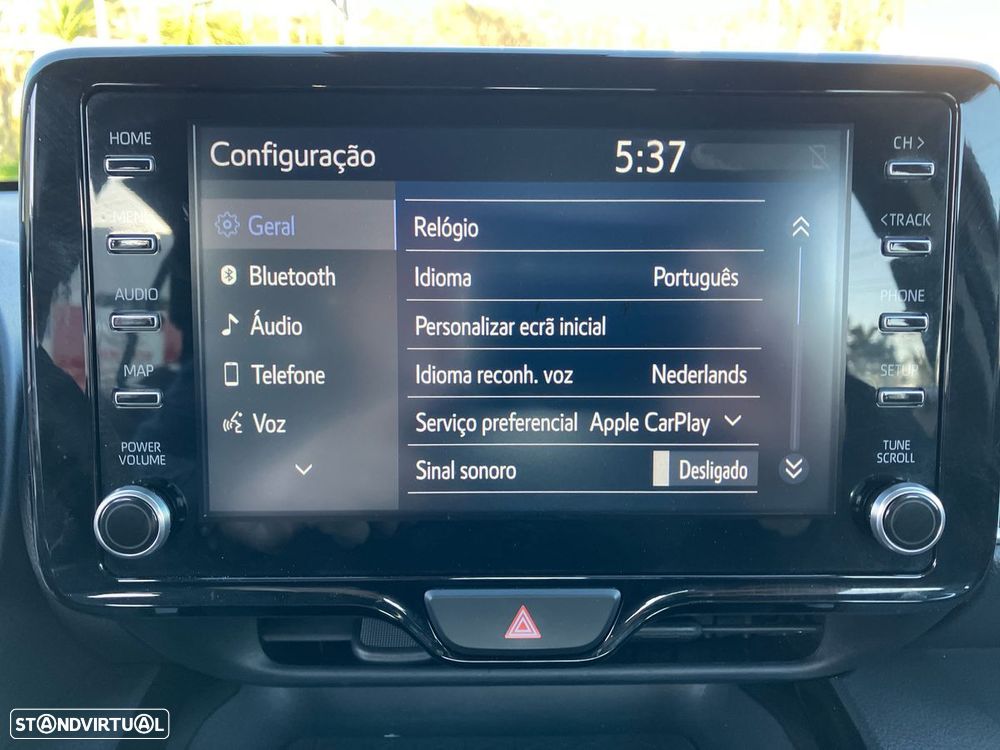 HOME
MENU
AUDIO
MAP
POWER
VOLUME
Configuração
5:37
Geral
Bluetooth
Áudio
Telefone
Voz
Relógio
Idioma Português
Personalizar ecrã inicial
Idioma reconh. voz Nederlands
Serviço preferencial Apple CarPlay
Sinal sonoro Desligado
CH >
< TRACK
PHONE
SETUP
TUNE
SCROLL
STANDVIRTUAL